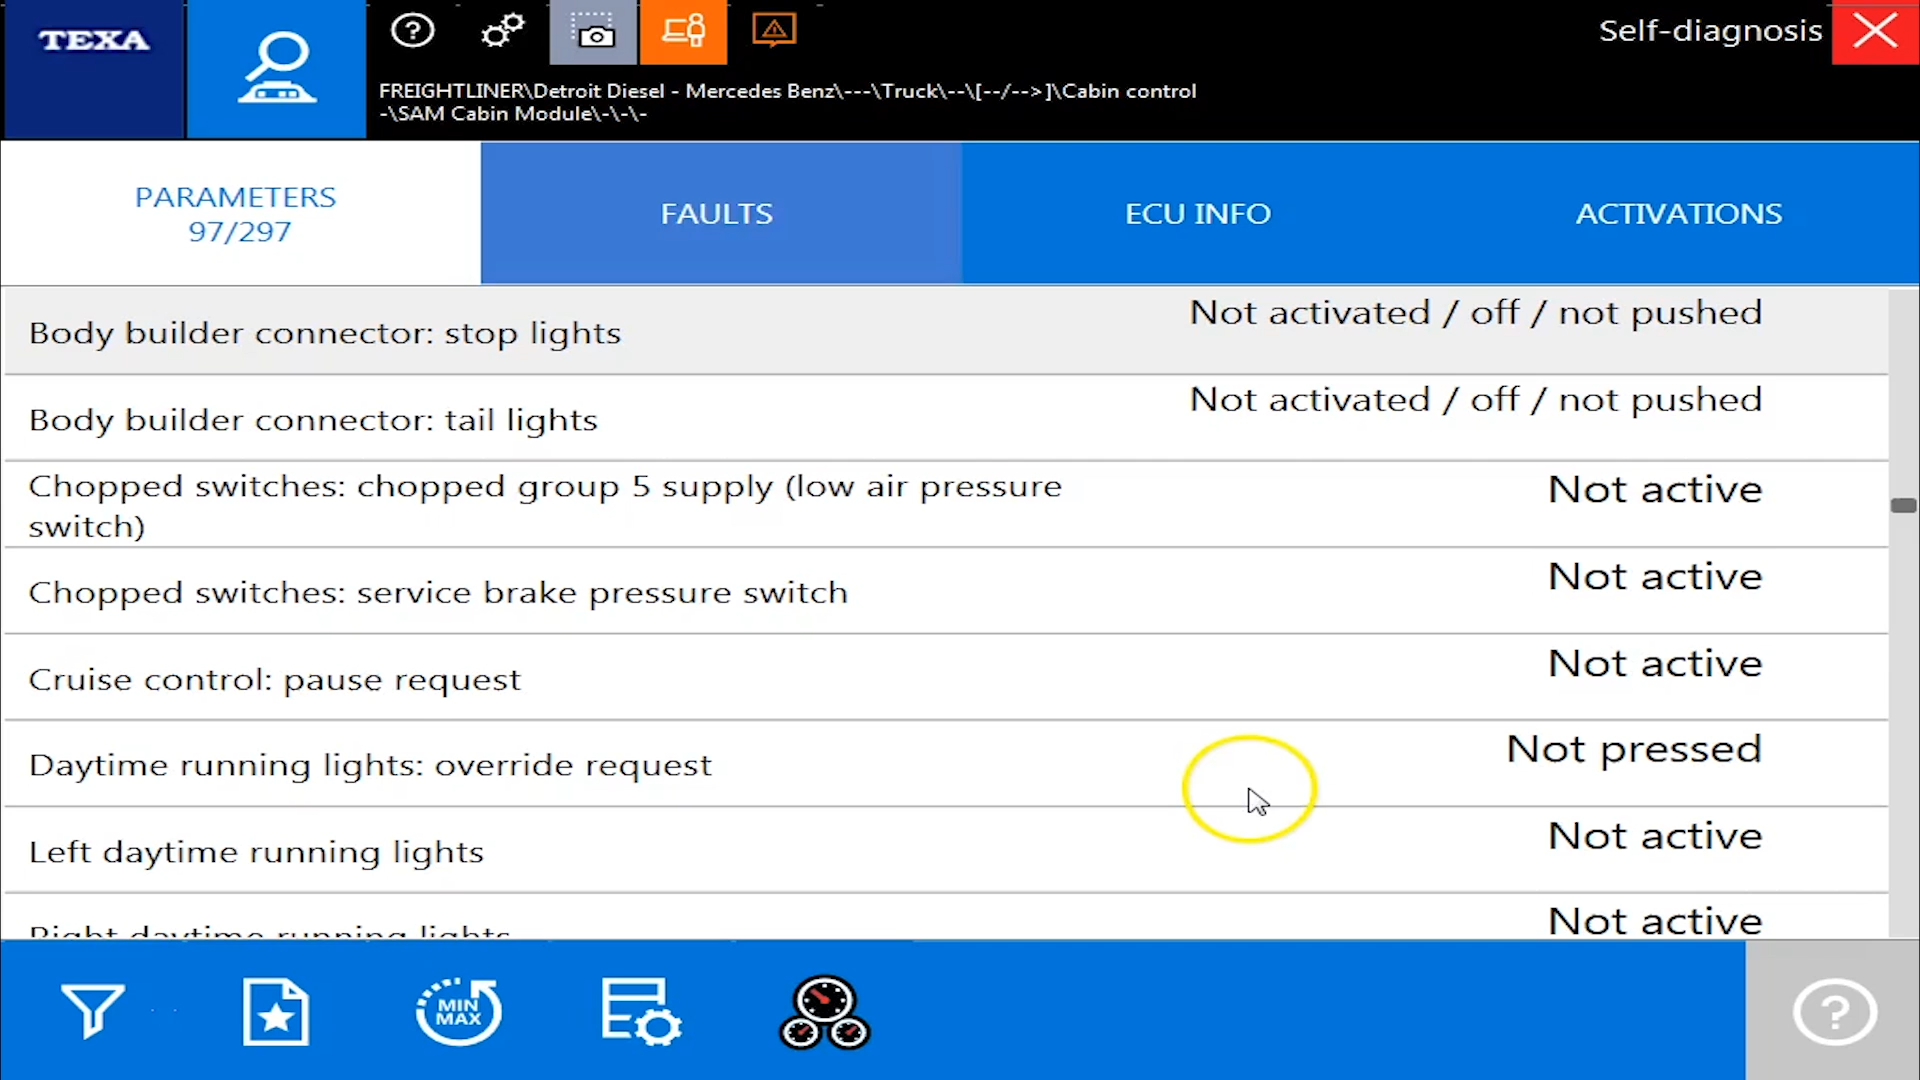 TEXA
Self-diagnosis
FREIGHTLINER\Detroit Diesel - Mercedes Benz\---\Truck\--\[--/-->]\Cabin control
-\SAM Cabin Module\-\-\-
PARAMETERS
97/297
FAULTS
ECU INFO
ACTIVATIONS
Body builder connector: stop lights
Not activated / off / not pushed
Body builder connector: tail lights
Not activated / off / not pushed
Chopped switches: chopped group 5 supply (low air pressure
switch)
Not active
Chopped switches: service brake pressure switch
Not active
Cruise control: pause request
Not active
Daytime running lights: override request
Not pressed
Left daytime running lights
Not active
Right daytime running lights
Not active
MIN
MAX